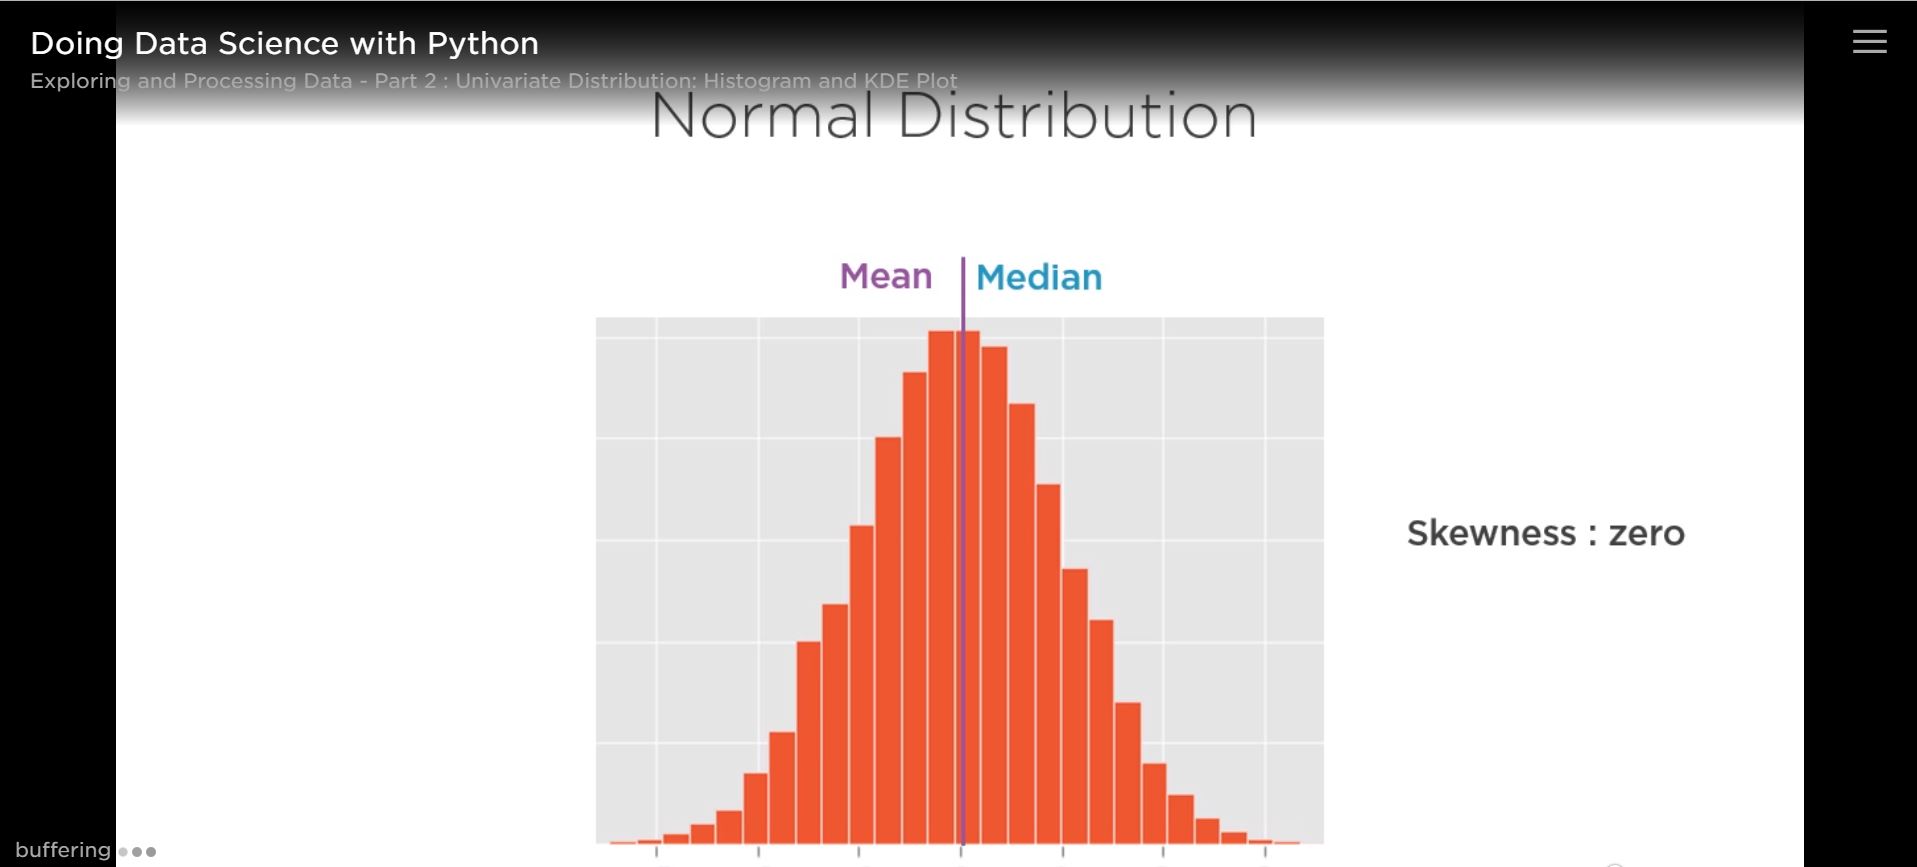 Doing Data Science with Python
Exploring and Processing Data - Part 2 : Univariate Distribution: Histogram and KDE Plot
Normal Distribution
Mean Median
Skewness : zero
buffering